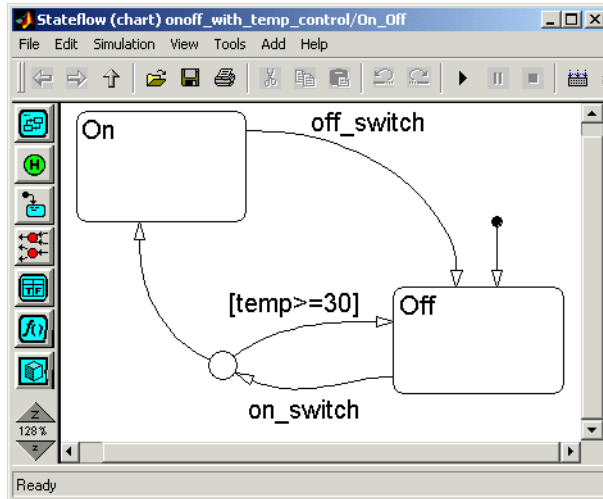 Stateflow (chart) onoff_with_temp_control/On_Off
File Edit Simulation View Tools Add Help
On
off_switch
H
TF
f()
[temp>=30]
Off
on_switch
Z
128%
z
Ready